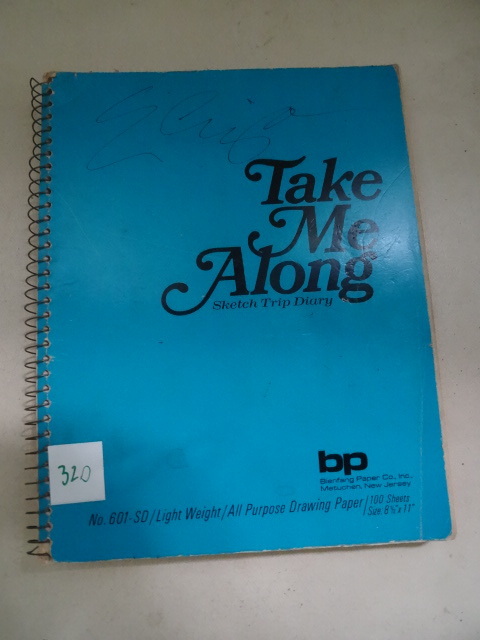 Take
Me
Along
Sketch Trip Diary
bp
Bienfang Paper Co., Inc.
Metuchen, New Jersey
320
No. 601-SD/Light Weight/All Purpose Drawing Paper/100 Sheets
Size: 8½"x 11"